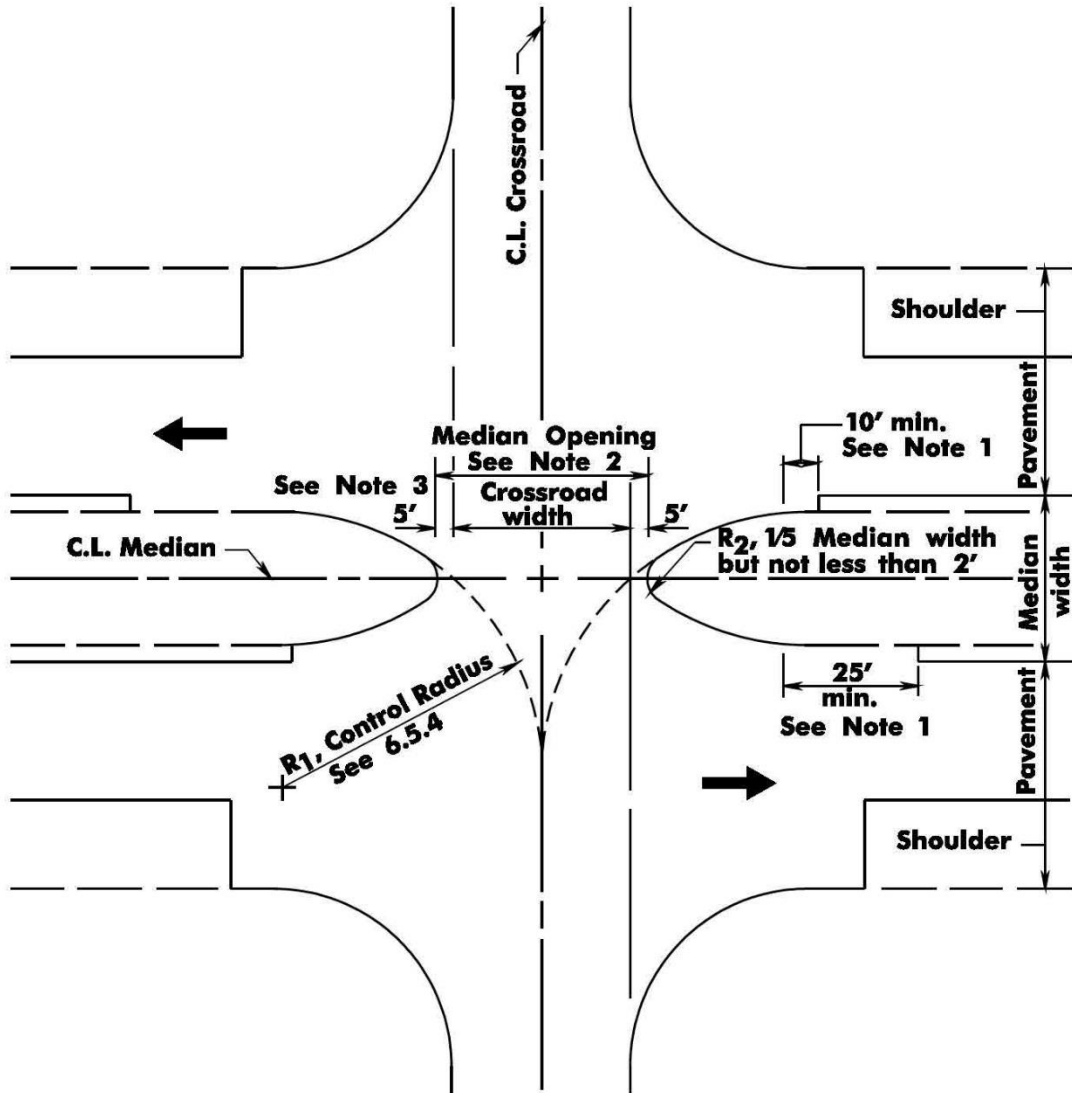 C.L. Crossroad
Shoulder
Pavement
10' min.
See Note 1
Median Opening
See Note 2
See Note 3
5'
Crossroad
width
5'
C.L. Median
R2, 1/5 Median width
but not less than 2'
Median
width
25'
min.
See Note 1
R1, Control Radius
See 6.5.4
Pavement
Shoulder